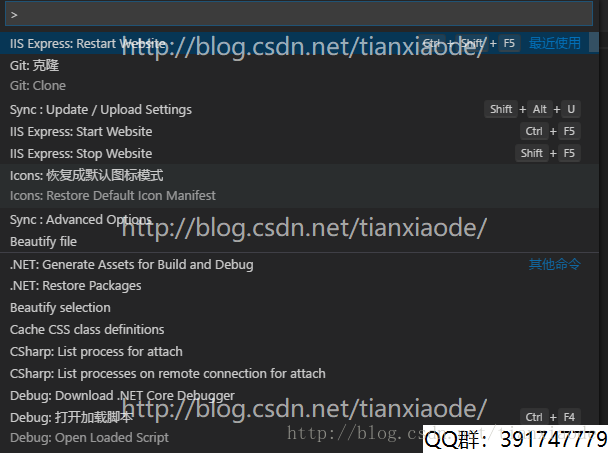 >
IIS Express: Restart Website Ctrl + Shift + F5 最近使用
http://blog.csdn.net/tianxiaode/
Git: 克隆
Git: Clone
Sync : Update / Upload Settings Shift + Alt + U
IIS Express: Start Website Ctrl + F5
IIS Express: Stop Website Shift + F5
Icons: 恢复成默认图标模式
Icons: Restore Default Icon Manifest
Sync : Advanced Options
http://blog.csdn.net/tianxiaode/
Beautify file
.NET: Generate Assets for Build and Debug 其他命令
.NET: Restore Packages
Beautify selection
Cache CSS class definitions
CSharp: List process for attach
CSharp: List processes on remote connection for attach
Debug: Download .NET Core Debugger
http://blog.csdn.net/tianxiaode/
Debug: 打开加载脚本 Ctrl + F4
Debug: Open Loaded Script
http://blog.csdn.net/
QQ群：391747779